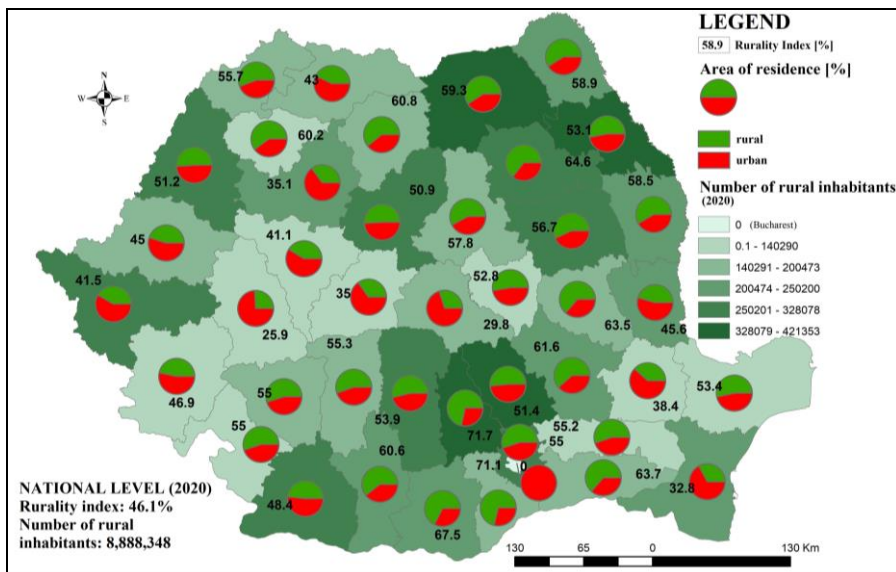 LEGEND
58.9 Rurality Index [%]
Area of residence [%]
rural
urban
Number of rural inhabitants
(2020)
0 (Bucharest)
0.1 - 140290
140291 - 200473
200474 - 250200
250201 - 328078
328079 - 421353
N
W E
S
55.7
43
60.8
59.3
58.9
60.2
53.1
51.2
35.1
50.9
64.6
58.5
45
41.1
57.8
56.7
41.5
35
52.8
25.9
29.8
63.5
45.6
55.3
61.6
46.9
55
53.9
51.4
38.4
53.4
55
71.7
55.2
55
60.6
71.1
0
63.7
32.8
48.4
67.5
NATIONAL LEVEL (2020)
Rurality index: 46.1%
Number of rural
inhabitants: 8,888,348
130 65 0 130 Km